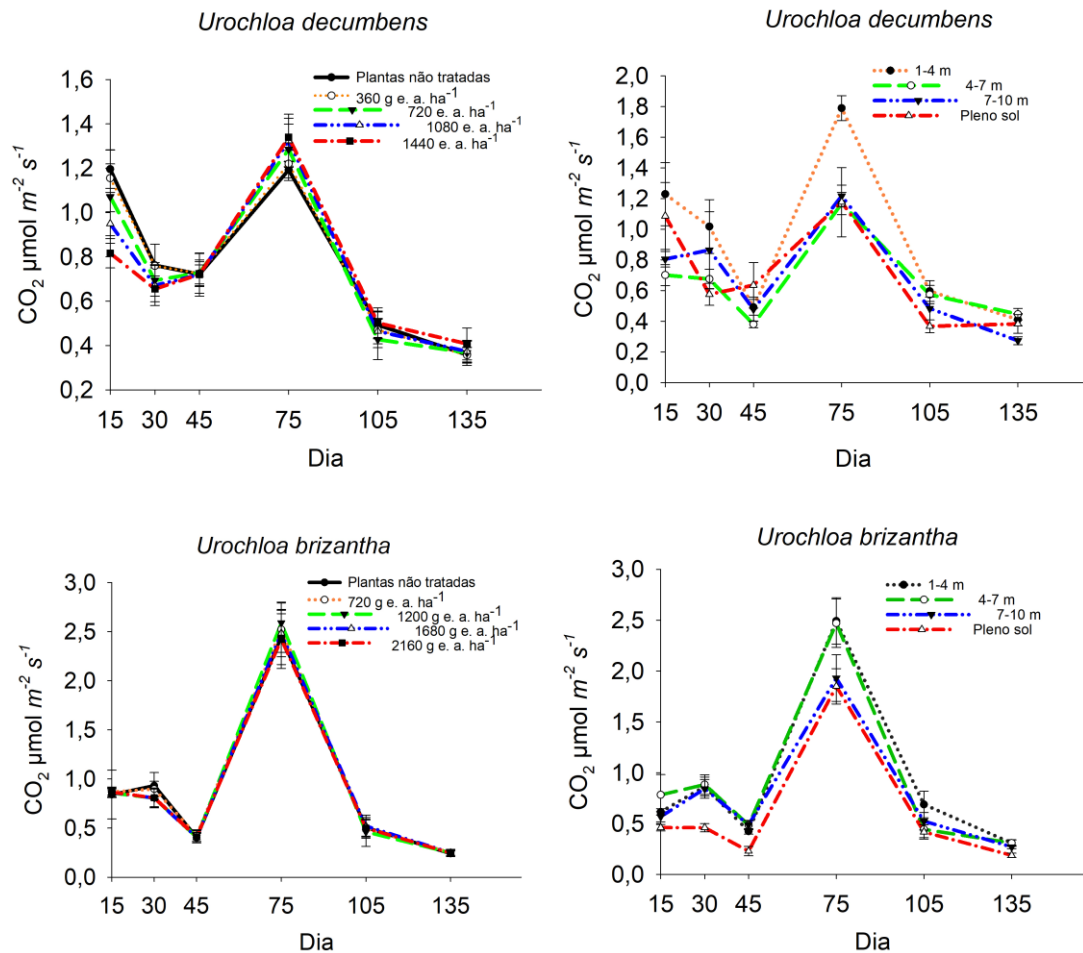 Urochloa decumbens
Plantas não tratadas
360 g e. a. ha⁻¹
720 e. a. ha⁻¹
1080 e. a. ha⁻¹
1440 e. a. ha⁻¹
1,6
1,4
1,2
1,0
0,8
0,6
0,4
0,2
CO₂ µmol m⁻² s⁻¹
15 30 45 75 105 135
Dia
Urochloa decumbens
1-4 m
4-7 m
7-10 m
Pleno sol
2,0
1,8
1,6
1,4
1,2
1,0
0,8
0,6
0,4
0,2
0,0
CO₂ µmol m⁻² s⁻¹
15 30 45 75 105 135
Dia
Urochloa brizantha
Plantas não tratadas
720 g e. a. ha⁻¹
1200 g e. a. ha⁻¹
1680 g e. a. ha⁻¹
2160 g e. a. ha⁻¹
3,0
2,5
2,0
1,5
1,0
0,5
0,0
CO₂ µmol m⁻² s⁻¹
15 30 45 75 105 135
Dia
Urochloa brizantha
1-4 m
4-7 m
7-10 m
Pleno sol
3,0
2,5
2,0
1,5
1,0
0,5
0,0
CO₂ µmol m⁻² s⁻¹
15 30 45 75 105 135
Dia